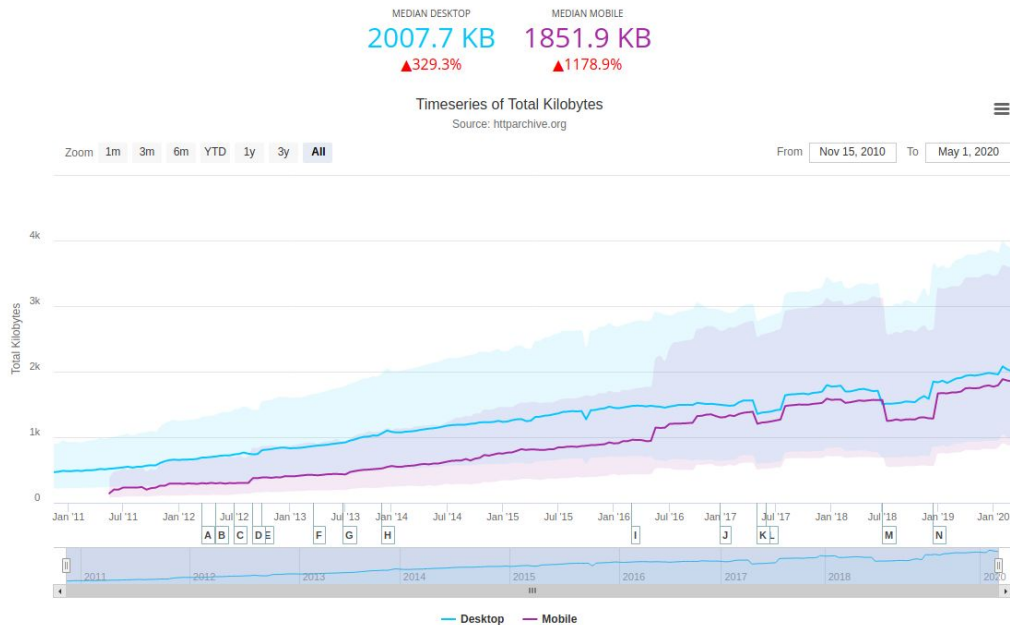 MEDIAN DESKTOP
2007.7 KB
▲329.3%
MEDIAN MOBILE
1851.9 KB
▲1178.9%
Timeseries of Total Kilobytes
Source: httparchive.org
Zoom 1m 3m 6m YTD 1y 3y All
From Nov 15, 2010 To May 1, 2020
Total Kilobytes
4k
3k
2k
1k
0
Jan '11 Jul '11 Jan '12 Jul '12 Jan '13 Jul '13 Jan '14 Jul '14 Jan '15 Jul '15 Jan '16 Jul '16 Jan '17 Jul '17 Jan '18 Jul '18 Jan '19 Jan '20
A B C D E F G H I J K L M N
2011 2012 2013 2014 2015 2016 2017 2018 2020
Desktop Mobile